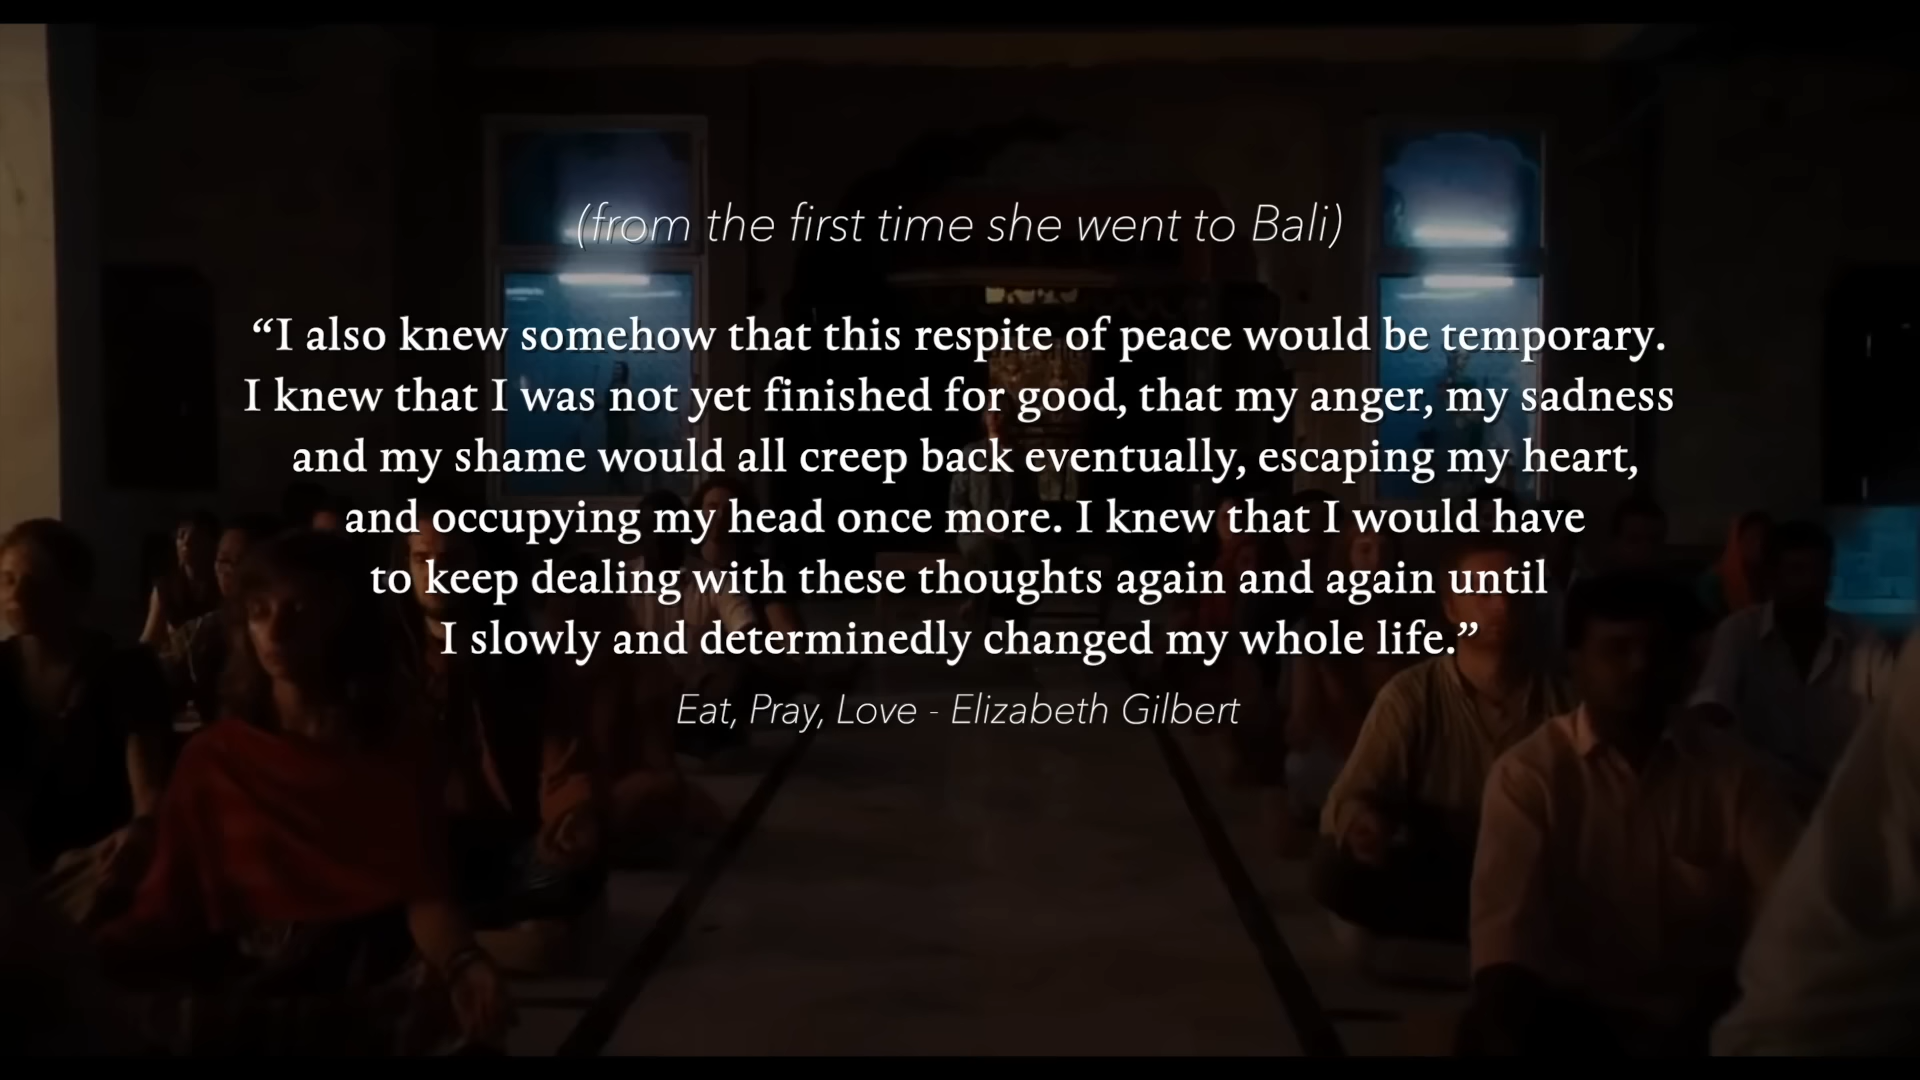 (from the first time she went to Bali)
“I also knew somehow that this respite of peace would be temporary.
I knew that I was not yet finished for good, that my anger, my sadness
and my shame would all creep back eventually, escaping my heart,
and occupying my head once more. I knew that I would have
to keep dealing with these thoughts again and again until
I slowly and determinedly changed my whole life.”
Eat, Pray, Love - Elizabeth Gilbert